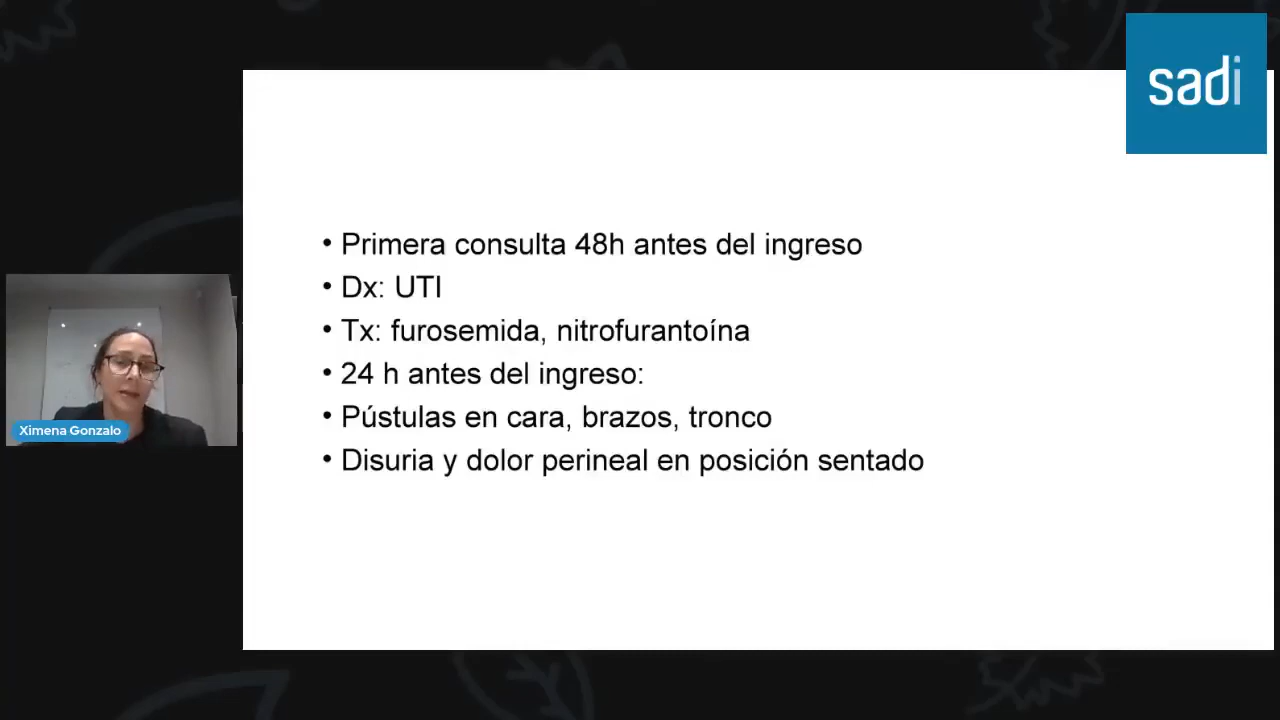 sadi
• Primera consulta 48h antes del ingreso
• Dx: UTI
• Tx: furosemida, nitrofurantoína
• 24 h antes del ingreso:
• Pústulas en cara, brazos, tronco
• Disuria y dolor perineal en posición sentado
Ximena Gonzalo